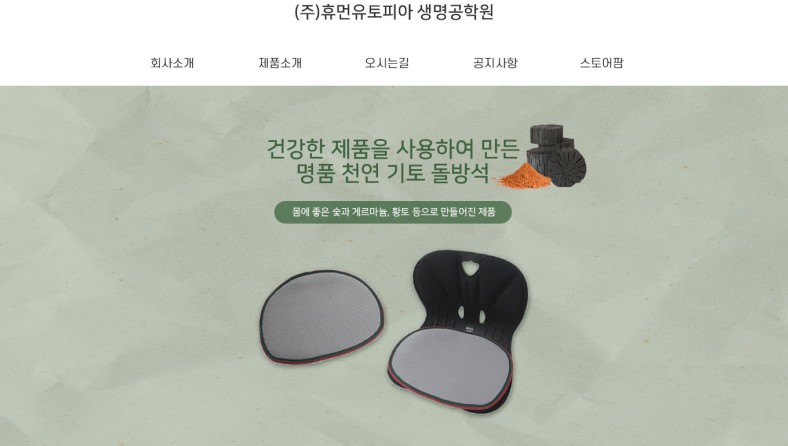 (주)휴먼유토피아 생명공학원
회사소개 제품소개 오시는길 공지사항 스토어팜
건강한 제품을 사용하여 만든
명품 천연 기토 돌방석
몸에 좋은 숯과 게르마늄, 황토 등으로 만들어진 제품